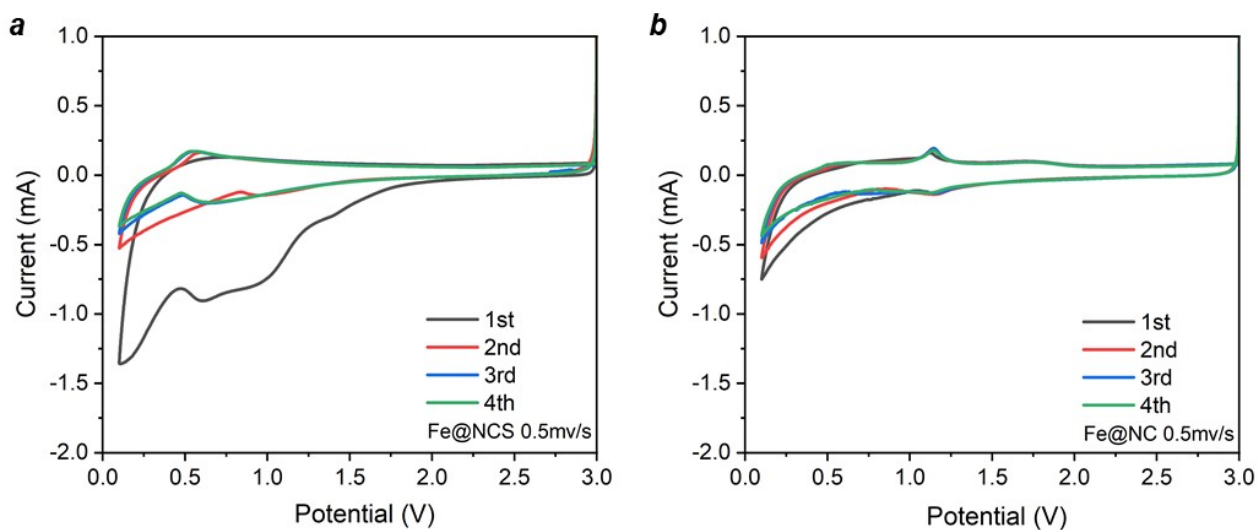 a
1.0
0.5
0.0
-0.5
-1.0
-1.5
-2.0
Current (mA)
0.0 0.5 1.0 1.5 2.0 2.5 3.0
Potential (V)
1st
2nd
3rd
4th
Fe@NCS 0.5mv/s
b
1.0
0.5
0.0
-0.5
-1.0
-1.5
-2.0
Current (mA)
0.0 0.5 1.0 1.5 2.0 2.5 3.0
Potential (V)
1st
2nd
3rd
4th
Fe@NC 0.5mv/s